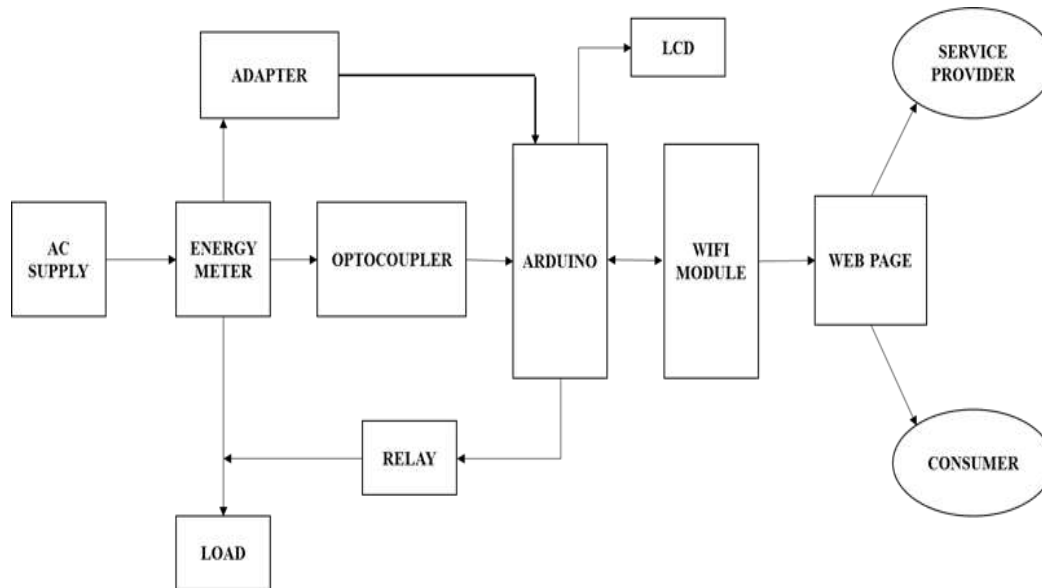 LCD
SERVICE
PROVIDER
ADAPTER
AC
SUPPLY
ENERGY
METER
OPTOCOUPLER
ARDUINO
WIFI
MODULE
WEB PAGE
RELAY
CONSUMER
LOAD